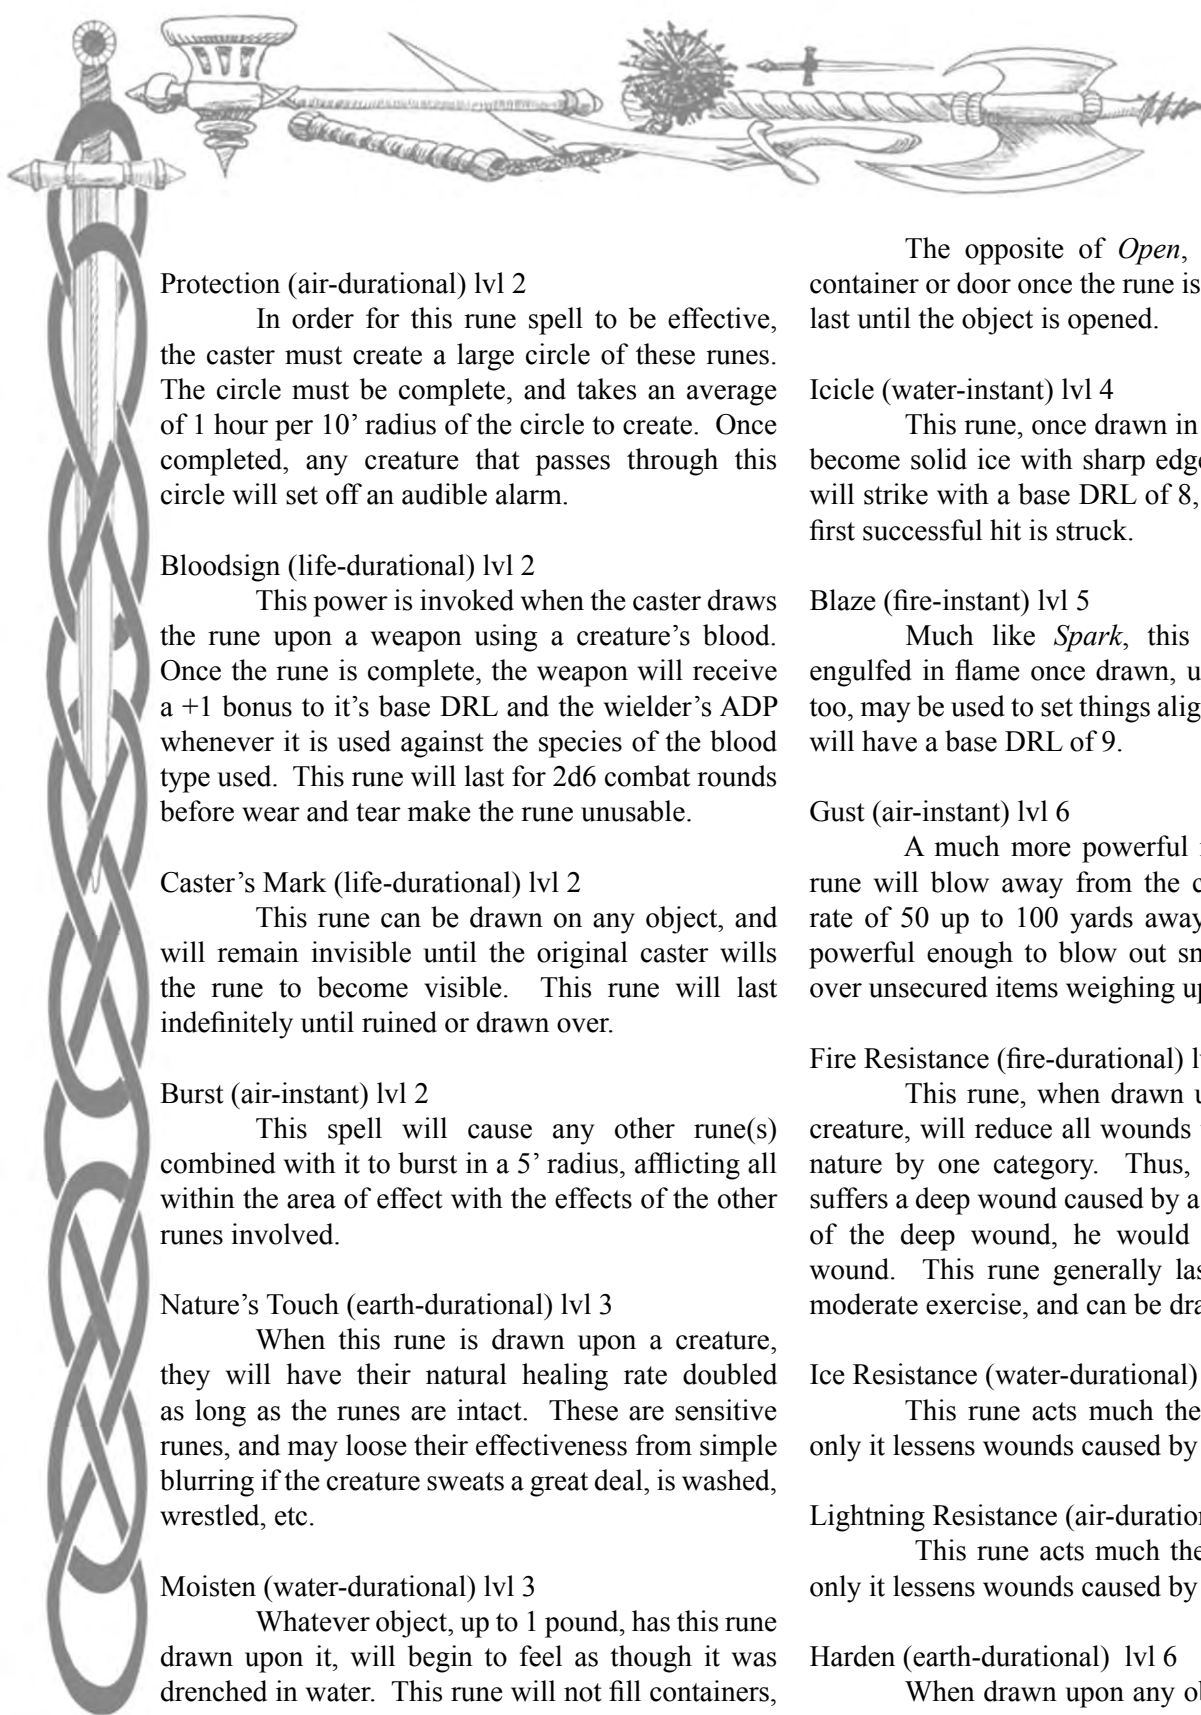 Protection (air-durational) lvl 2
In order for this rune spell to be effective,
the caster must create a large circle of these runes.
The circle must be complete, and takes an average
of 1 hour per 10’ radius of the circle to create.  Once
completed, any creature that passes through this
circle will set off an audible alarm.

Bloodsign (life-durational) lvl 2
This power is invoked when the caster draws
the rune upon a weapon using a creature’s blood.
Once the rune is complete, the weapon will receive
a +1 bonus to it’s base DRL and the wielder’s ADP
whenever it is used against the species of the blood
type used.  This rune will last for 2d6 combat rounds
before wear and tear make the rune unusable.

Caster’s Mark (life-durational) lvl 2
This rune can be drawn on any object, and
will remain invisible until the original caster wills
the rune to become visible.  This rune will last
indefinitely until ruined or drawn over.

Burst (air-instant) lvl 2
This spell will cause any other rune(s)
combined with it to burst in a 5’ radius, afflicting all
within the area of effect with the effects of the other
runes involved.

Nature’s Touch (earth-durational) lvl 3
When this rune is drawn upon a creature,
they will have their natural healing rate doubled
as long as the runes are intact.  These are sensitive
runes, and may loose their effectiveness from simple
blurring if the creature sweats a great deal, is washed,
wrestled, etc.

Moisten (water-durational) lvl 3
Whatever object, up to 1 pound, has this rune
drawn upon it, will begin to feel as though it was
drenched in water.  This rune will not fill containers,

The opposite of Open,
container or door once the rune is
last until the object is opened.

Icicle (water-instant) lvl 4
This rune, once drawn in
become solid ice with sharp
will strike with a base DRL of 8,
first successful hit is struck.

Blaze (fire-instant) lvl 5
Much like Spark, this
engulfed in flame once drawn,
too, may be used to set things
will have a base DRL of 9.

Gust (air-instant) lvl 6
A much more powerful
rune will blow away from the
rate of 50 up to 100 yards away
powerful enough to blow out
over unsecured items weighing

Fire Resistance (fire-durational)
This rune, when drawn
creature, will reduce all wounds
nature by one category.  Thus,
suffers a deep wound caused by a
of the deep wound, he would
wound.  This rune generally
moderate exercise, and can be

Ice Resistance (water-durational)
This rune acts much the
only it lessens wounds caused by

Lightning Resistance
This rune acts much the
only it lessens wounds caused by

Harden (earth-durational)  lvl 6
When drawn upon any